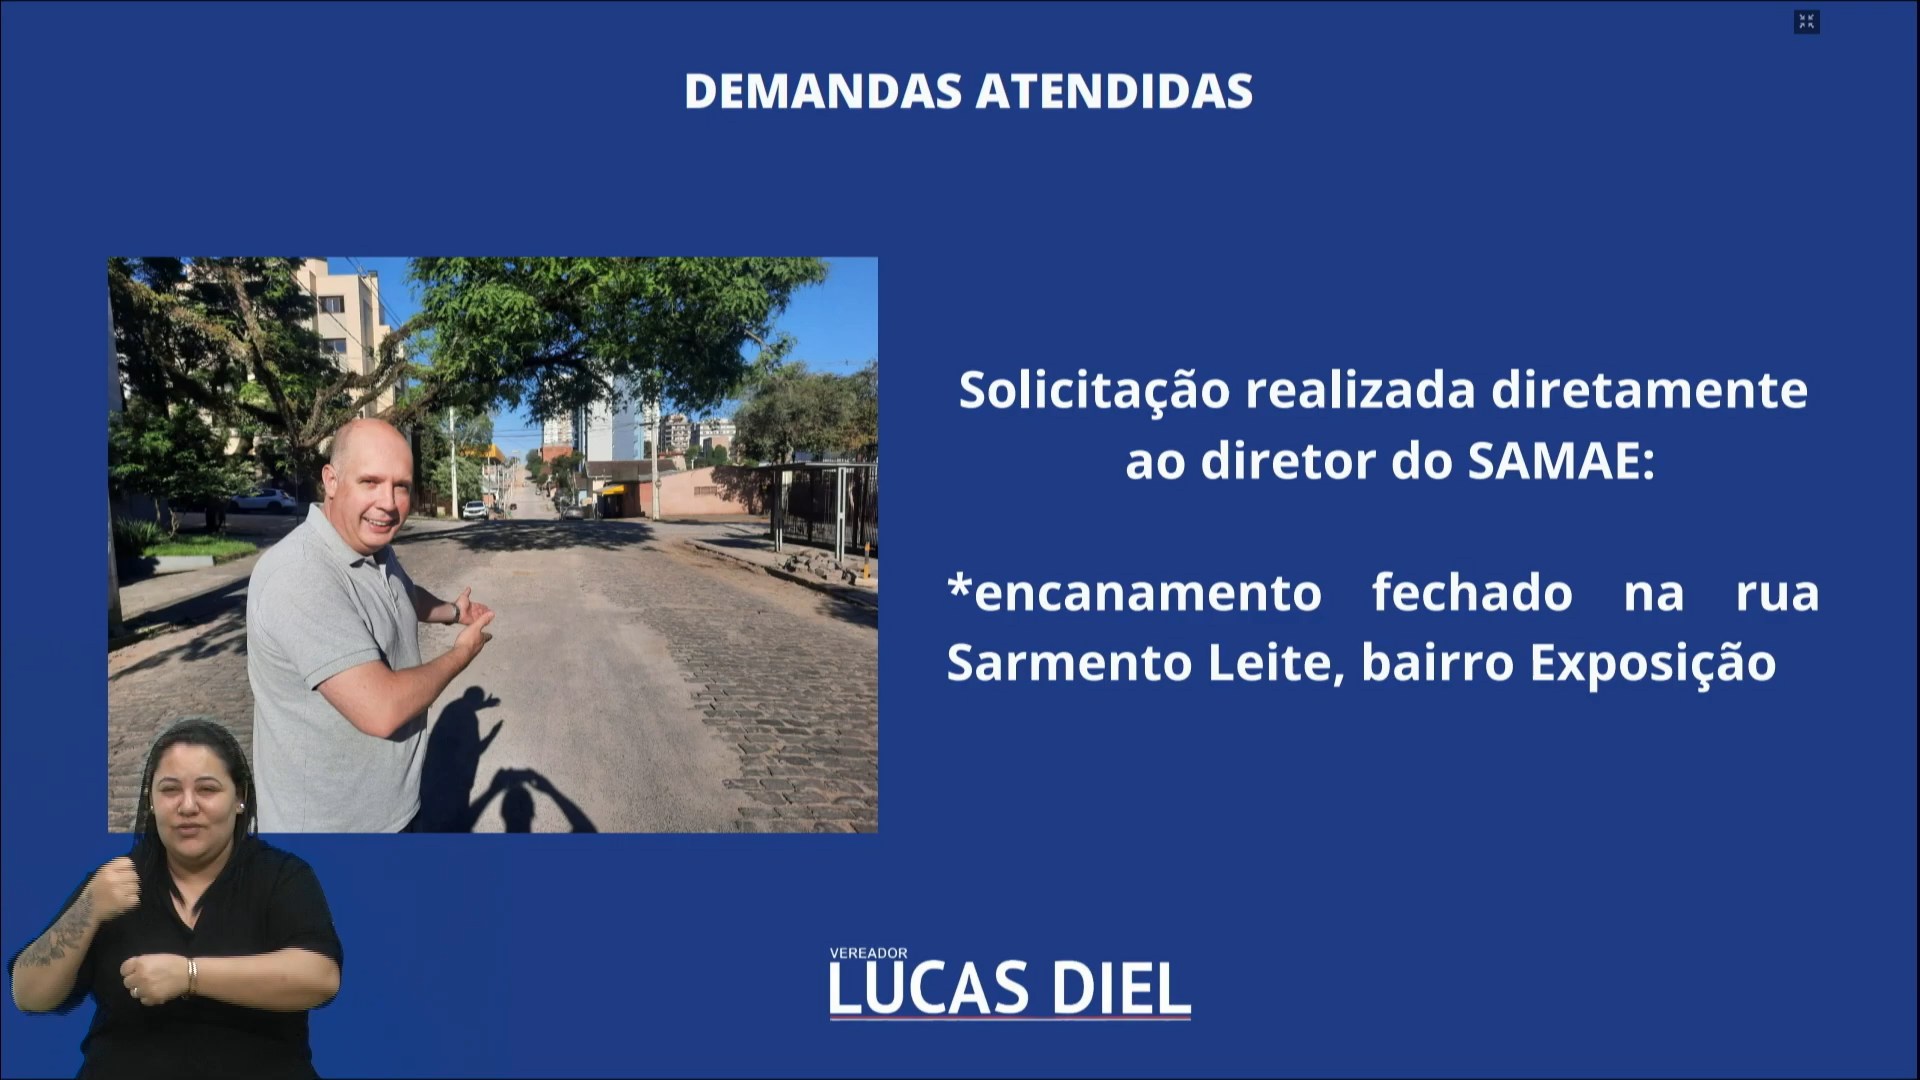 DEMANDAS ATENDIDAS
Solicitação realizada diretamente
ao diretor do SAMAE:
*encanamento fechado na rua
Sarmento Leite, bairro Exposição
VEREADOR
LUCAS DIEL